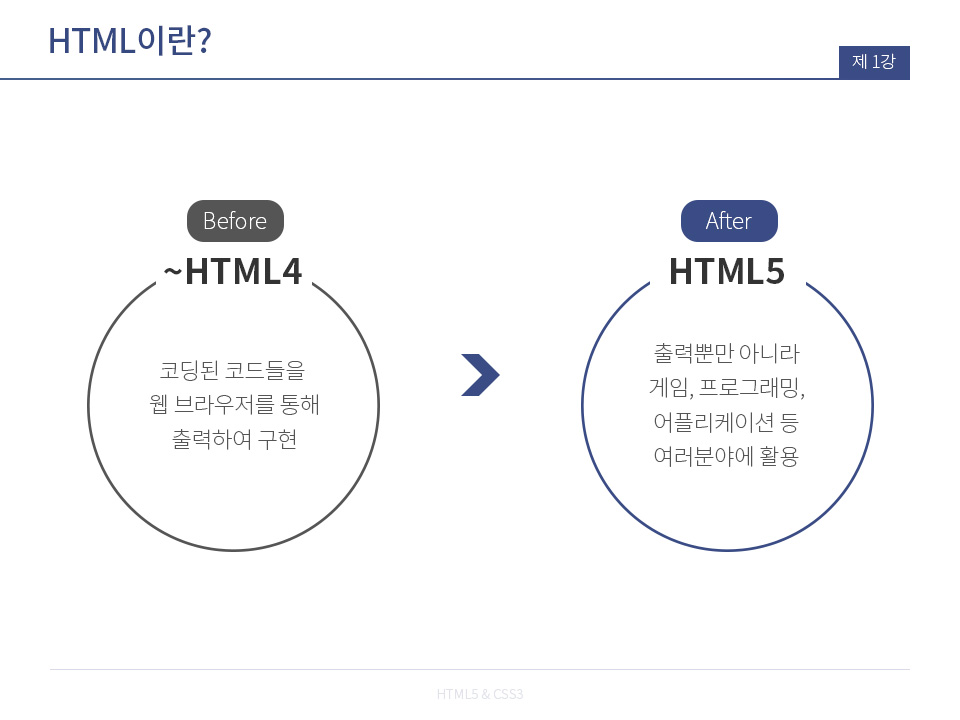 HTML이란?
제 1강
Before
~HTML4
코딩된 코드들을
웹 브라우저를 통해
출력하여 구현
After
HTML5
출력뿐만 아니라
게임, 프로그래밍,
어플리케이션 등
여러분야에 활용
HTML5 & CSS3